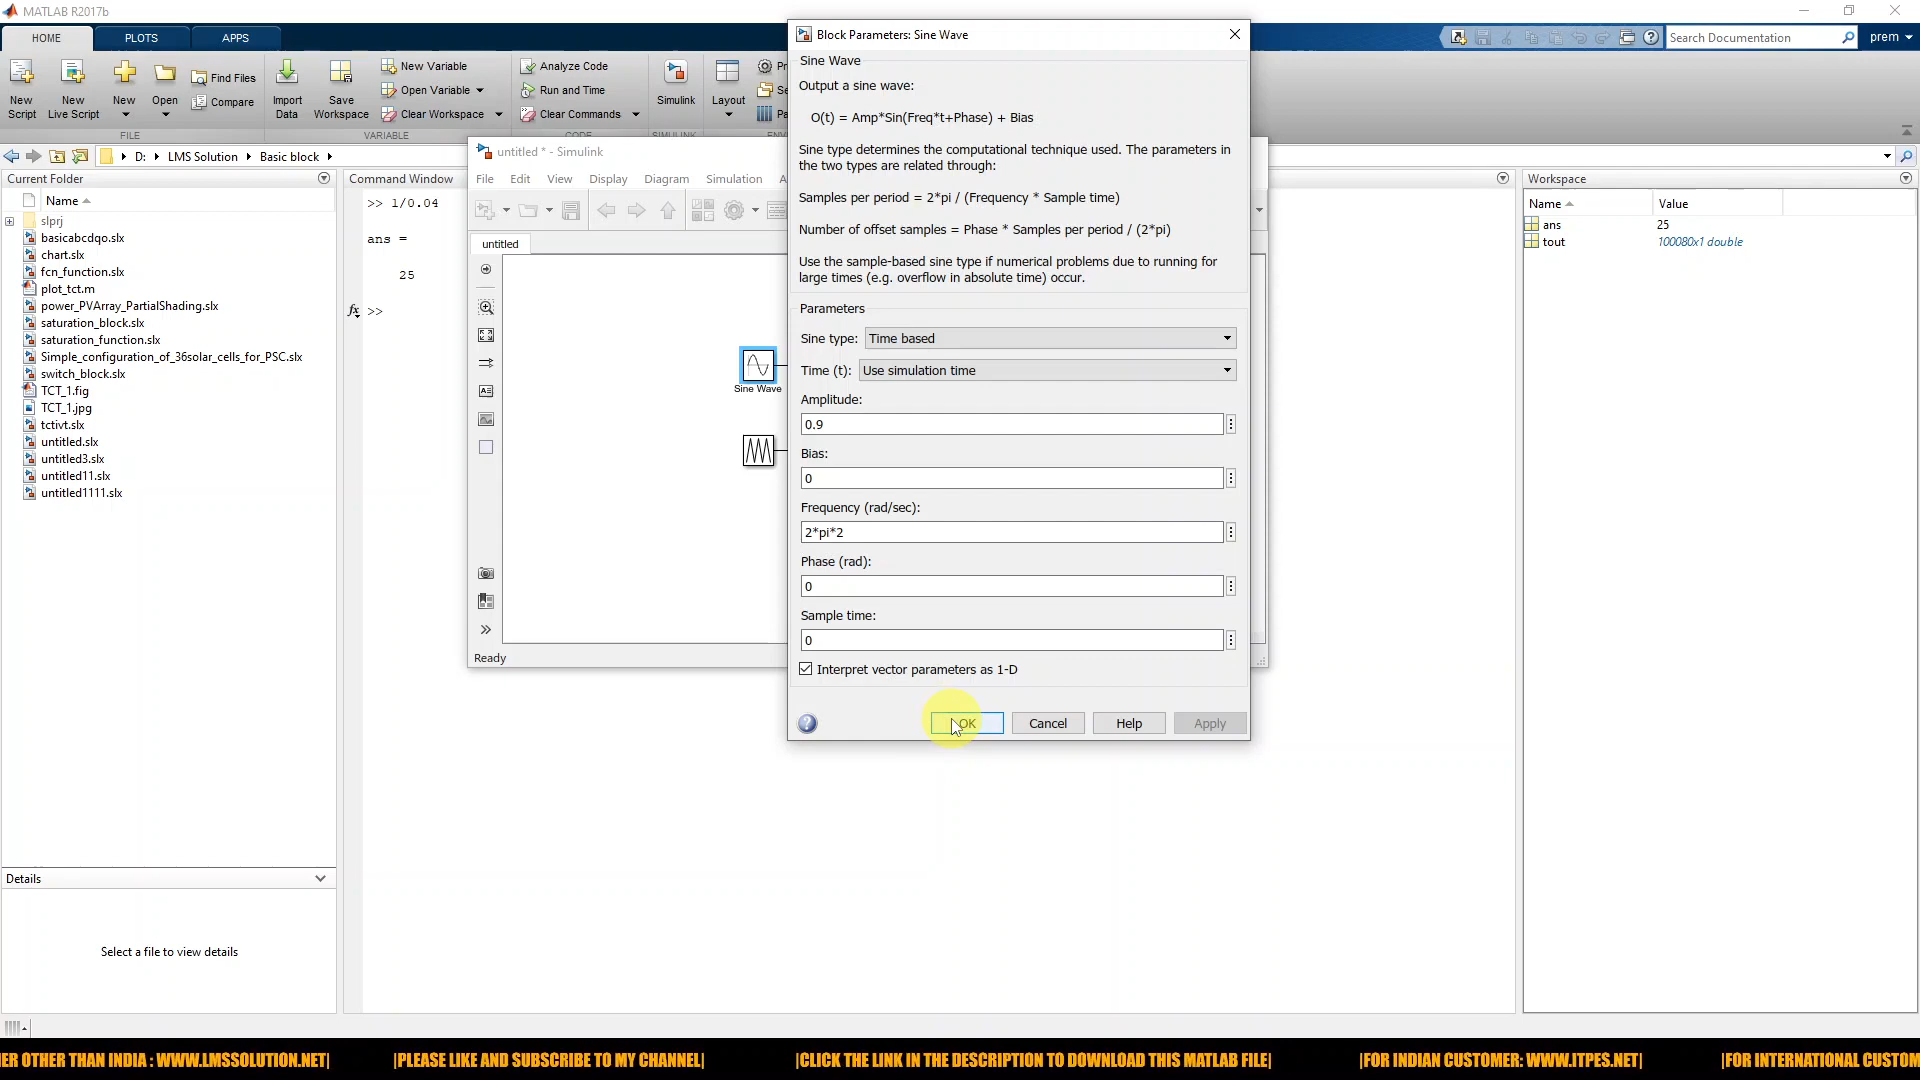 MATLAB R2017b
HOME
PLOTS
APPS
Search Documentation
prem
New Script
New Live Script
New
Open
Find Files
Compare
Import Data
Save Workspace
New Variable
Open Variable
Clear Workspace
Analyze Code
Run and Time
Clear Commands
Simulink
Layout
FILE
VARIABLE
CODE
SIMULINK
D:
LMS Solution
Basic block
Current Folder
Name
slprj
basicabcdqo.slx
chart.slx
fcn_function.slx
plot_tct.m
power_PVArray_PartialShading.slx
saturation_block.slx
saturation_function.slx
Simple_configuration_of_36solar_cells_for_PSC.slx
switch_block.slx
TCT_1.fig
TCT_1.jpg
tctivt.slx
untitled.slx
untitled3.slx
untitled11.slx
untitled1111.slx
Details
Select a file to view details
Command Window
>> 1/0.04
ans =
25
fx >>
untitled * - Simulink
File Edit View Display Diagram Simulation
untitled
Sine Wave
Ready
Block Parameters: Sine Wave
Sine Wave
Output a sine wave:
O(t) = Amp*Sin(Freq*t+Phase) + Bias
Sine type determines the computational technique used. The parameters in
the two types are related through:
Samples per period = 2*pi / (Frequency * Sample time)
Number of offset samples = Phase * Samples per period / (2*pi)
Use the sample-based sine type if numerical problems due to running for
large times (e.g. overflow in absolute time) occur.
Parameters
Sine type: Time based
Time (t): Use simulation time
Amplitude:
0.9
Bias:
0
Frequency (rad/sec):
2*pi*2
Phase (rad):
0
Sample time:
0
Interpret vector parameters as 1-D
OK
Cancel
Help
Apply
Workspace
Name
Value
ans
25
tout
100080x1 double
ER OTHER THAN INDIA : WWW.LMSSOLUTION.NET| |PLEASE LIKE AND SUBSCRIBE TO MY CHANNEL| |CLICK THE LINK IN THE DESCRIPTION TO DOWNLOAD THIS MATLAB FILE| |FOR INDIAN CUSTOMER: WWW.ITPES.NET| |FOR INTERNATIONAL CUSTOM